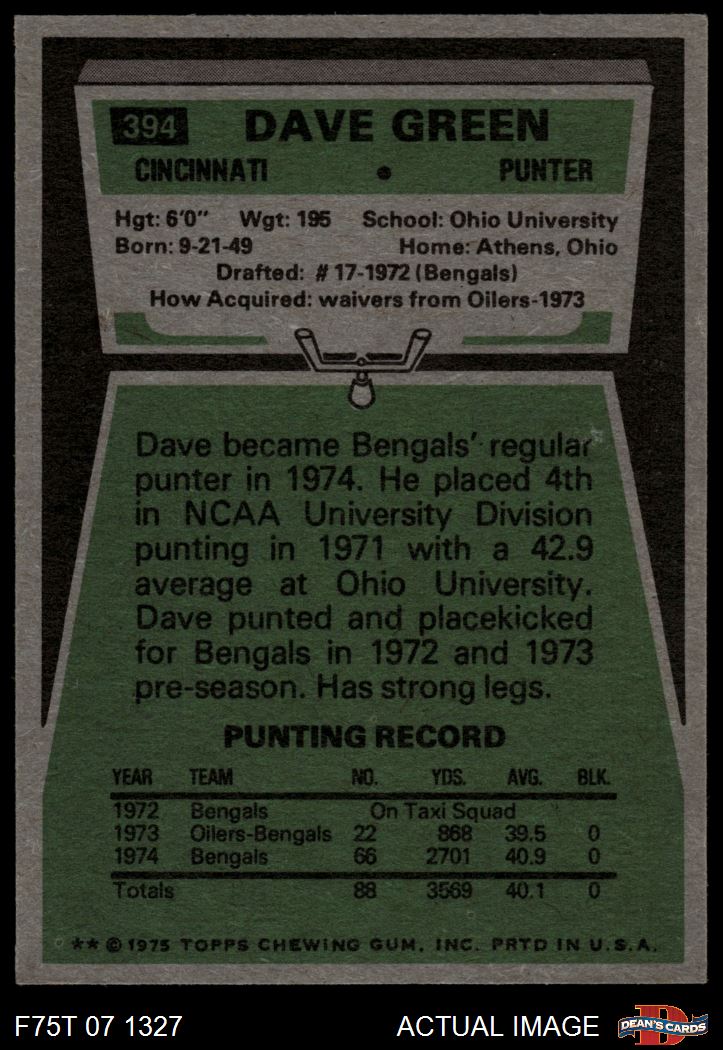 394 DAVE GREEN
CINCINNATI • PUNTER
Hgt: 6'0" Wgt: 195 School: Ohio University
Born: 9-21-49 Home: Athens, Ohio
Drafted: #17-1972 (Bengals)
How Acquired: waivers from Oilers-1973
Dave became Bengals' regular
punter in 1974. He placed 4th
in NCAA University Division
punting in 1971 with a 42.9
average at Ohio University.
Dave punted and placekicked
for Bengals in 1972 and 1973
pre-season. Has strong legs.
PUNTING RECORD
YEAR TEAM NO. YDS. AVG. BLK.
1972 Bengals On Taxi Squad
1973 Oilers-Bengals 22 868 39.5 0
1974 Bengals 66 2701 40.9 0
Totals 88 3569 40.1 0
** © 1975 TOPPS CHEWING GUM, INC. PRTD IN U.S.A.
F75T 07 1327 ACTUAL IMAGE D DEAN'S CARDS